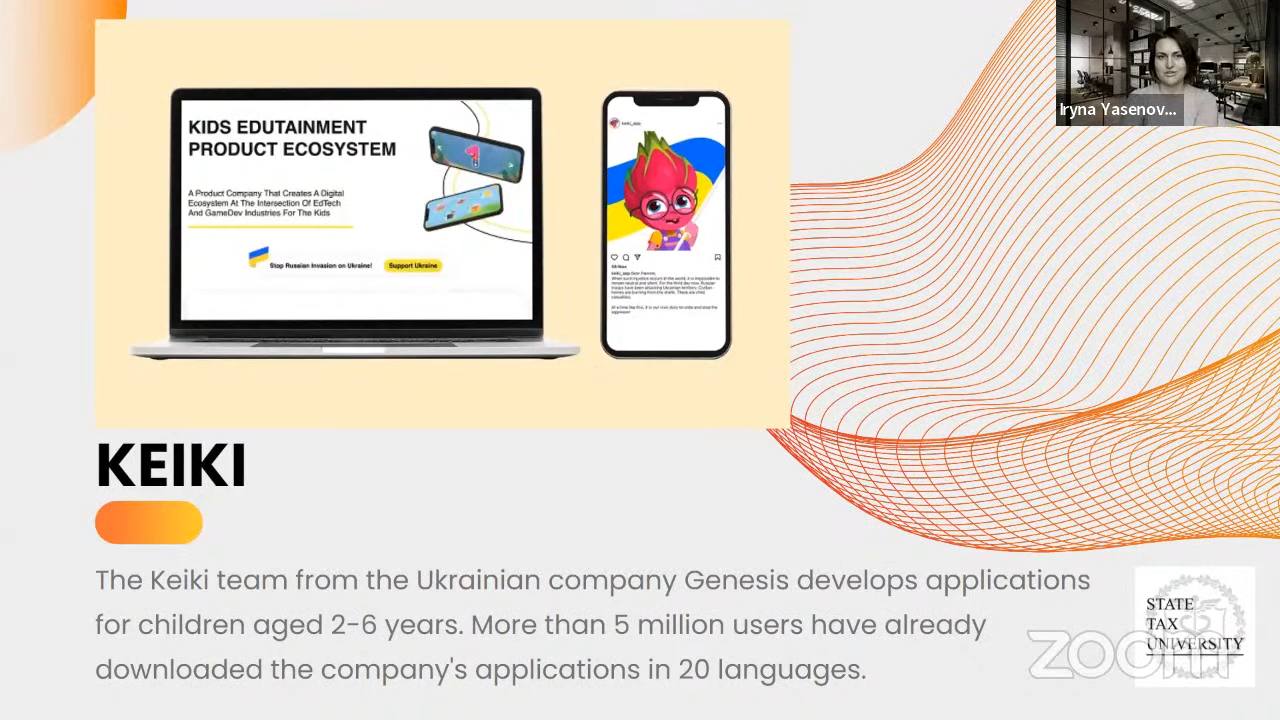 Iryna Yasenov...
KIDS EDUTAINMENT
PRODUCT ECOSYSTEM
A Product Company That Creates A Digital
Ecosystem At The Intersection Of EdTech
And GameDev Industries For The Kids
Stop Russian Invasion on Ukraine!
Support Ukraine
keiki_app
KEIKI
The Keiki team from the Ukrainian company Genesis develops applications
for children aged 2-6 years. More than 5 million users have already
downloaded the company's applications in 20 languages.
STATE
TAX
UNIVERSITY
zoom